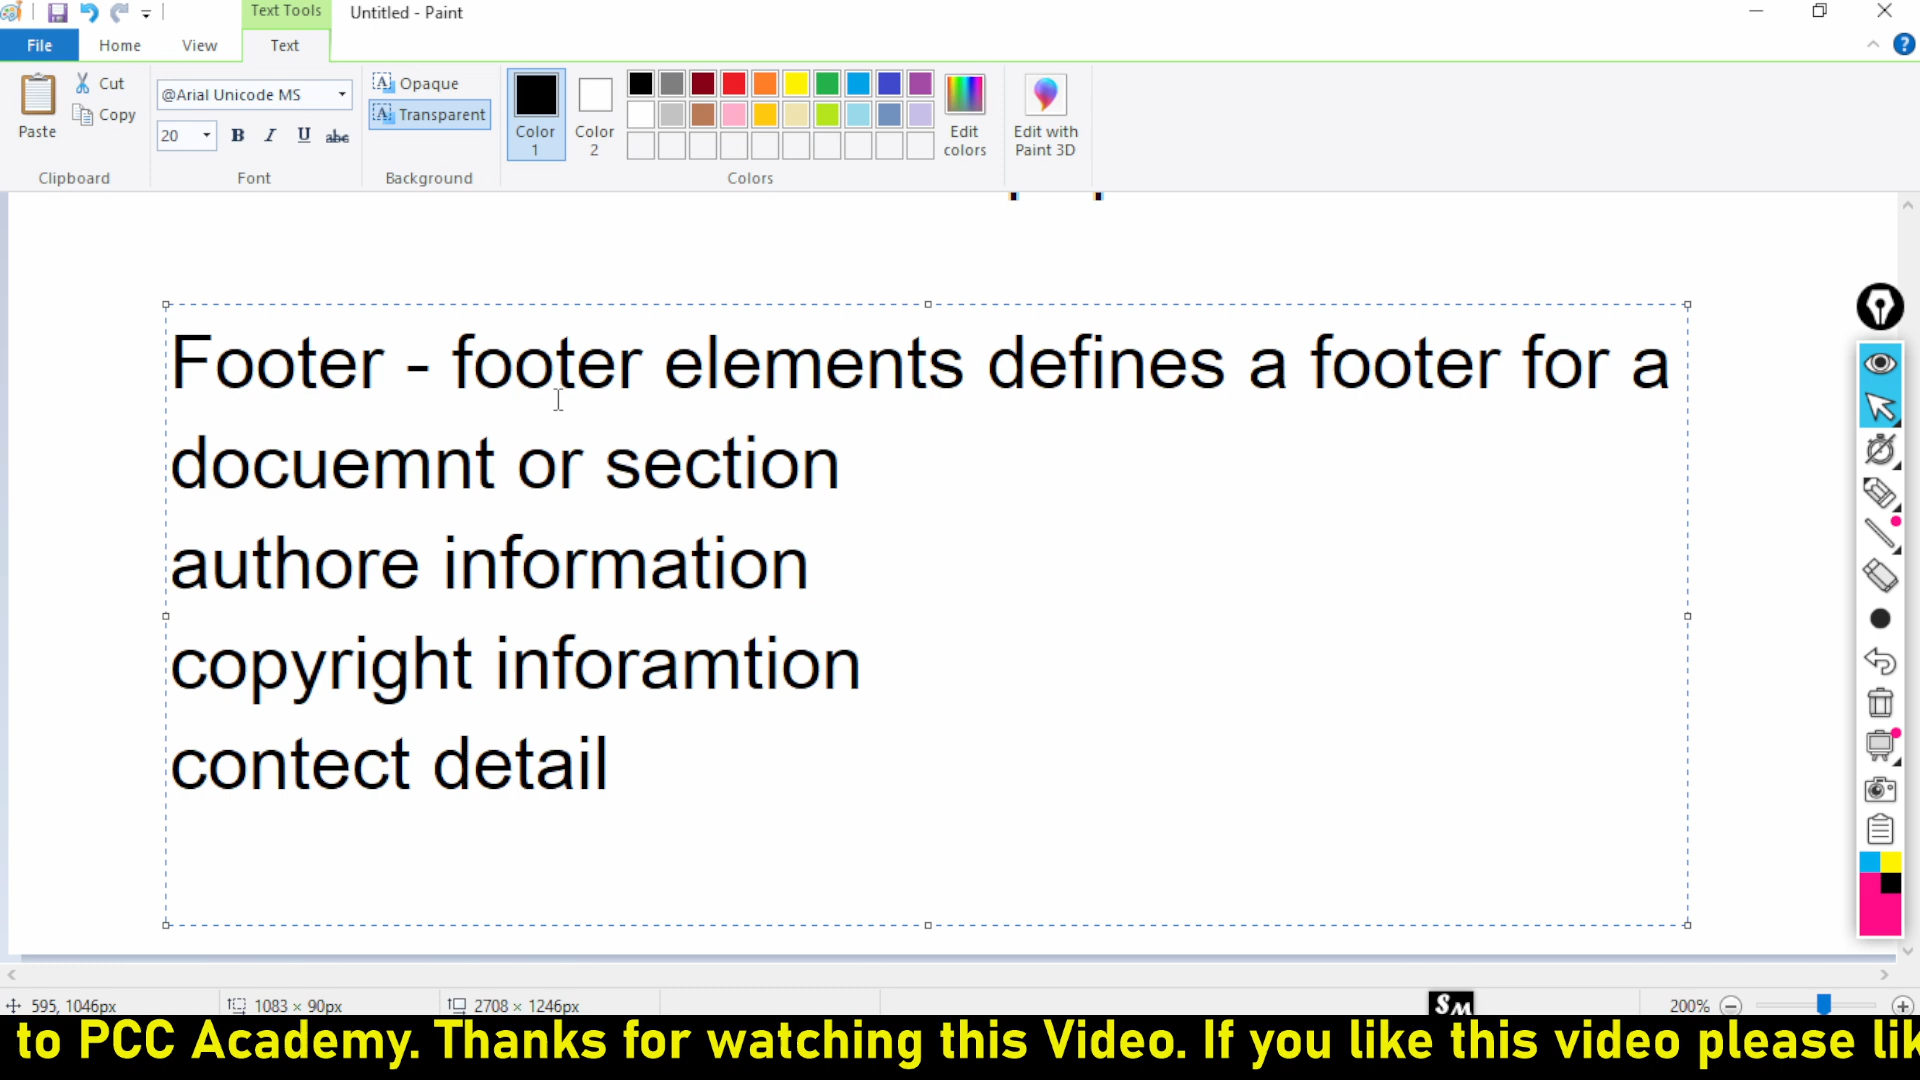 Text Tools
Untitled - Paint
File
Home
View
Text
Paste
Cut
Copy
@Arial Unicode MS
20
B I U abc
Opaque
Transparent
Color 1
Color 2
Edit colors
Edit with Paint 3D
Clipboard
Font
Background
Colors
Footer - footer elements defines a footer for a
docuemnt or section
authore information
copyright inforamtion
contect detail
595, 1046px
1083 × 90px
2708 × 1246px
SM
200%
to PCC Academy. Thanks for watching this Video. If you like this video please lik